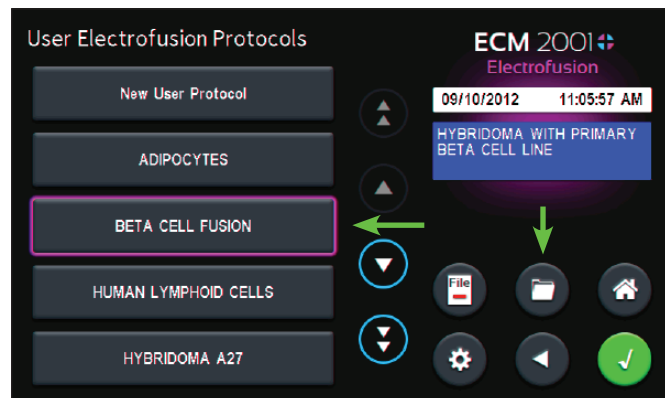 User Electrofusion Protocols
New User Protocol
ADIPOCYTES
BETA CELL FUSION
HUMAN LYMPHOID CELLS
HYBRIDOMA A27
ECM 2001
Electrofusion
09/10/2012 11:05:57 AM
HYBRIDOMA WITH PRIMARY
BETA CELL LINE
File